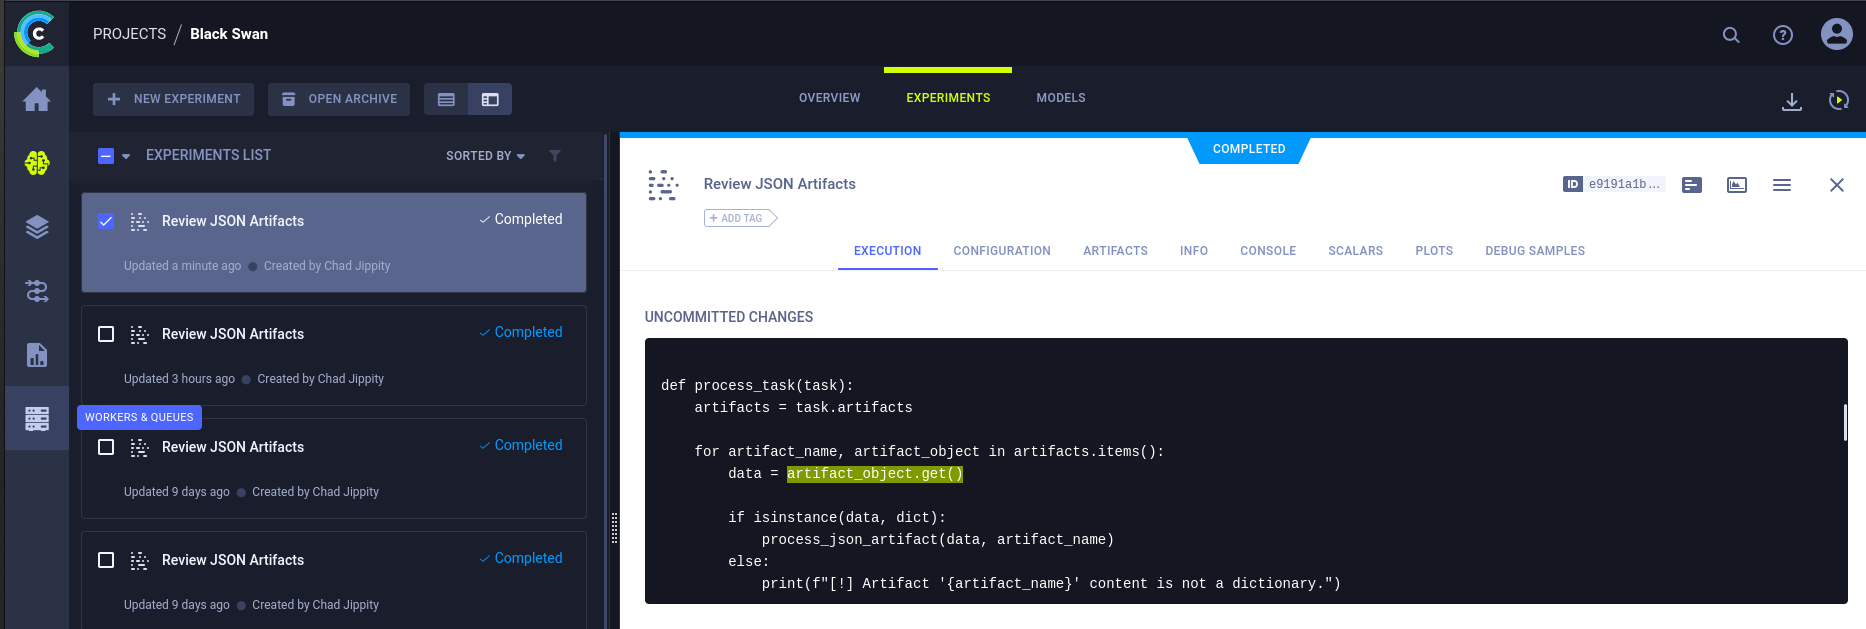 PROJECTS / Black Swan
NEW EXPERIMENT
OPEN ARCHIVE
OVERVIEW
EXPERIMENTS
MODELS
EXPERIMENTS LIST
SORTED BY
Review JSON Artifacts
Completed
Updated a minute ago
Created by Chad Jippity
Review JSON Artifacts
Completed
Updated 3 hours ago
Created by Chad Jippity
WORKERS & QUEUES
Review JSON Artifacts
Completed
Updated 9 days ago
Created by Chad Jippity
Review JSON Artifacts
Completed
Updated 9 days ago
Created by Chad Jippity
COMPLETED
Review JSON Artifacts
ID e9191a1b...
+ ADD TAG
EXECUTION
CONFIGURATION
ARTIFACTS
INFO
CONSOLE
SCALARS
PLOTS
DEBUG SAMPLES
UNCOMMITTED CHANGES
def process_task(task):
    artifacts = task.artifacts
    for artifact_name, artifact_object in artifacts.items():
        data = artifact_object.get()
        if isinstance(data, dict):
            process_json_artifact(data, artifact_name)
        else:
            print(f"[!] Artifact '{artifact_name}' content is not a dictionary.")